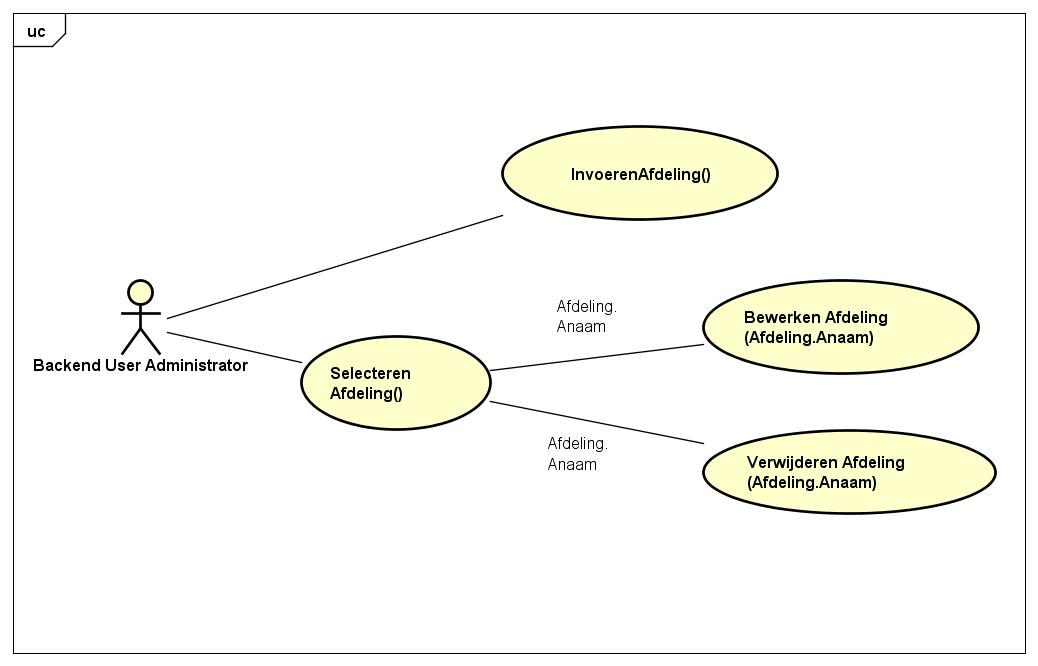 uc
InvoerenAfdeling()
Afdeling.
Anaam
Bewerken Afdeling
(Afdeling.Anaam)
Backend User Administrator
Selecteren
Afdeling()
Afdeling.
Anaam
Verwijderen Afdeling
(Afdeling.Anaam)